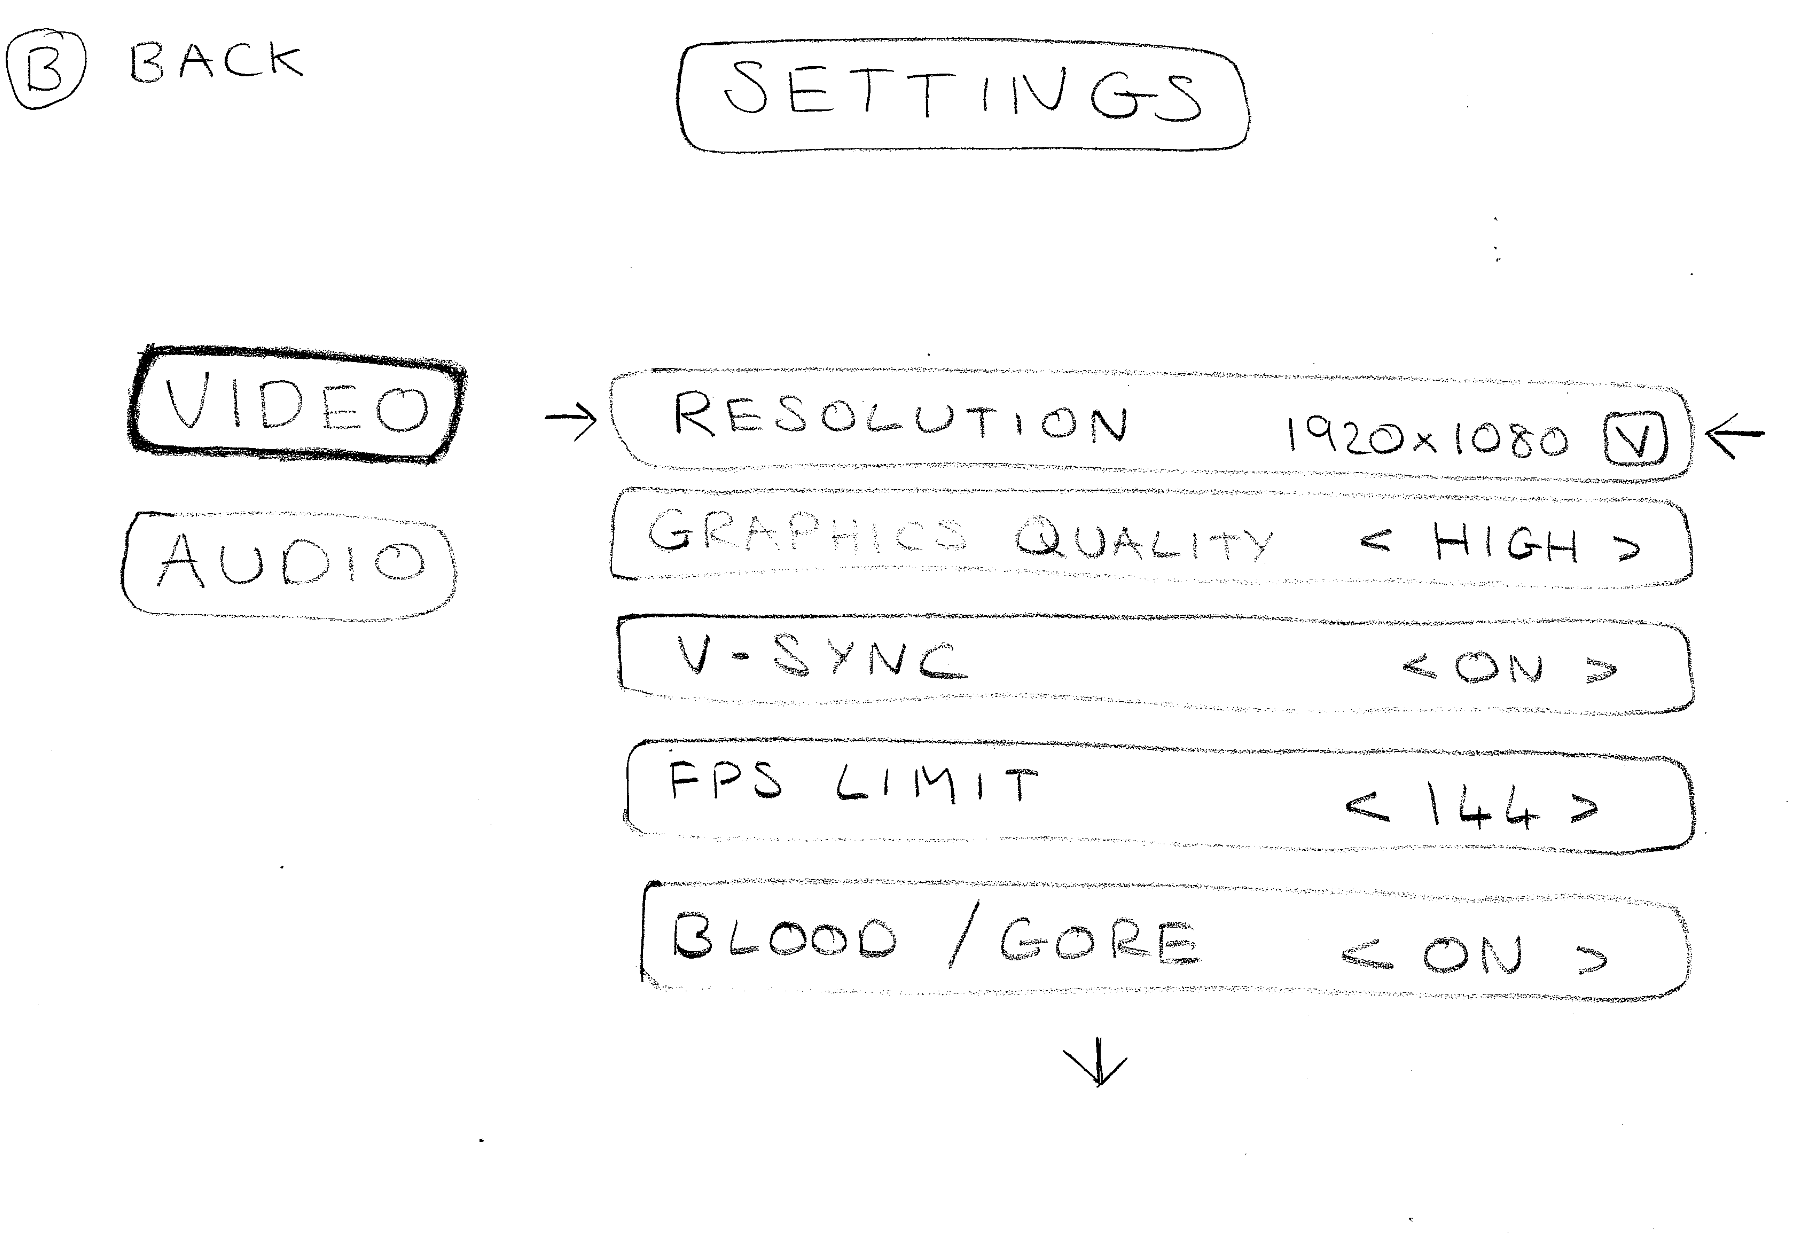 B BACK
SETTINGS
VIDEO
AUDIO
RESOLUTION 1920x1080 V
GRAPHICS QUALITY < HIGH >
V-SYNC < ON >
FPS LIMIT < 144 >
BLOOD / GORE < ON >